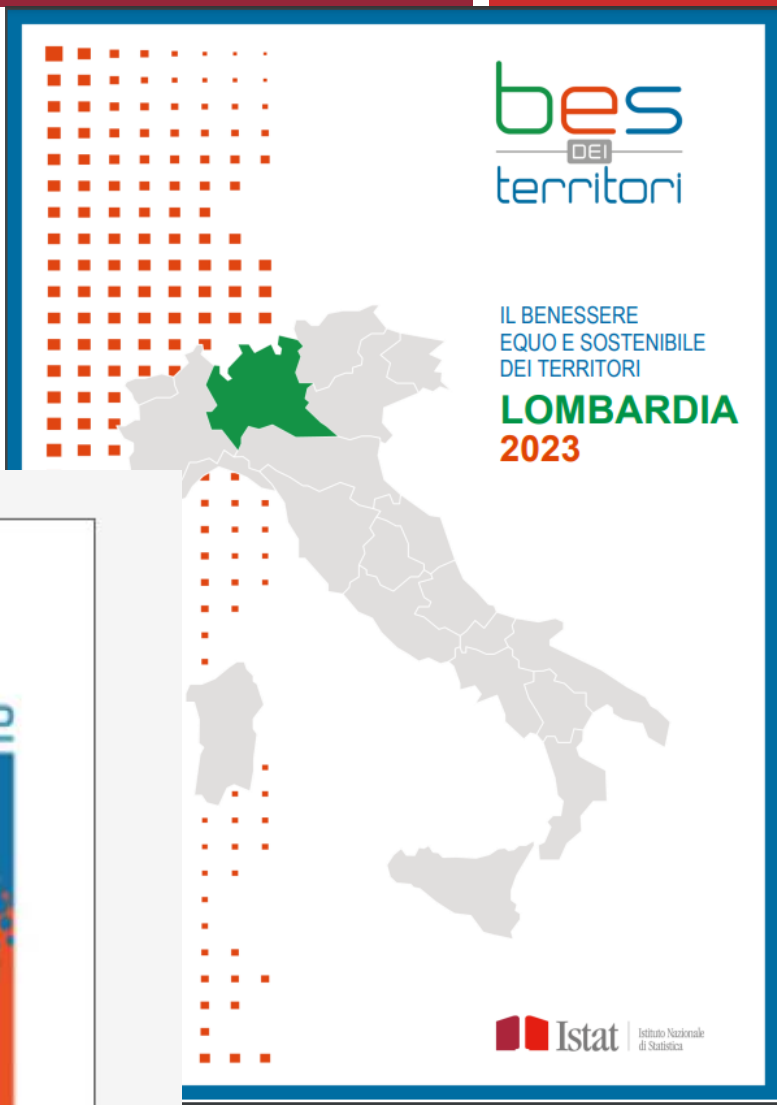 bes
DEI
territori
IL BENESSERE
EQUO E SOSTENIBILE
DEI TERRITORI
LOMBARDIA
2023
Istat
Istituto Nazionale
di Statistica